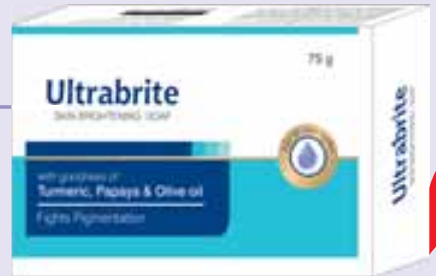 75 g
Ultrabrite
SKIN BRIGHTENING SOAP
with goodness of
Turmeric, Papaya & Olive oil
Fights Pigmentation
Ultrabrite